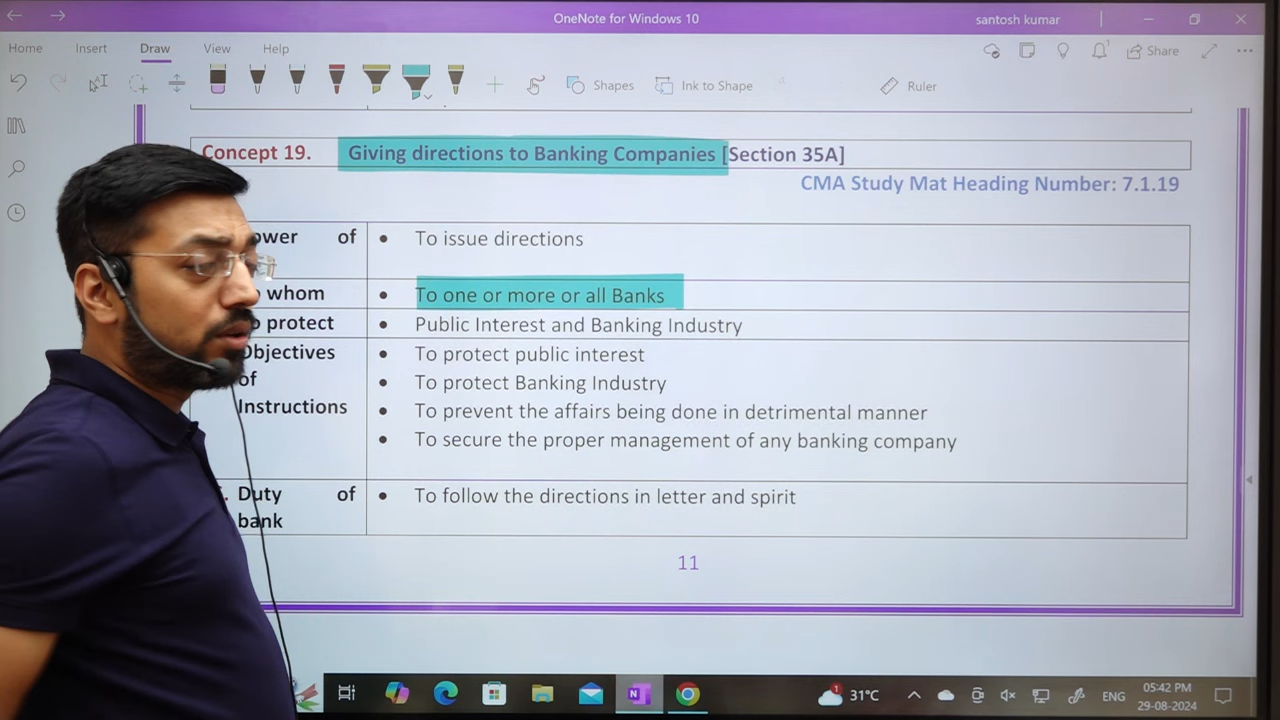 OneNote for Windows 10
santosh kumar
Home Insert Draw View Help
Share
Shapes Ink to Shape Ruler
Concept 19. Giving directions to Banking Companies [Section 35A]
CMA Study Mat Heading Number: 7.1.19
ower of • To issue directions
whom • To one or more or all Banks
protect • Public Interest and Banking Industry
Objectives of Instructions
• To protect public interest
• To protect Banking Industry
• To prevent the affairs being done in detrimental manner
• To secure the proper management of any banking company
. Duty of bank • To follow the directions in letter and spirit
11
1
31°C
ENG
05:42 PM
29-08-2024